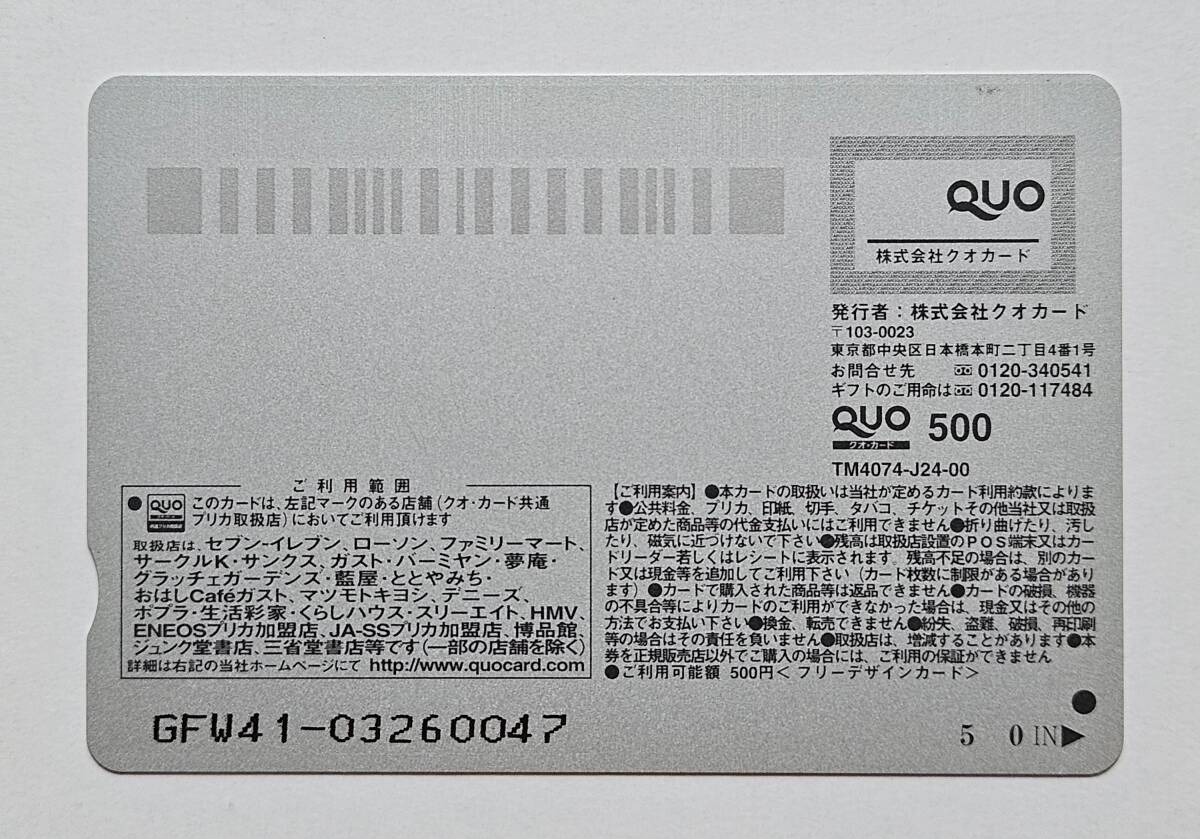 QUO
株式会社クオカード
発行者：株式会社クオカード
〒103-0023
東京都中央区日本橋本町二丁目4番1号
お問合せ先 0120-340541
ギフトのご用命は 0120-117484
QUO 500
クオ・カード
TM4074-J24-00
ご利用範囲
●QUO このカードは、左記マークのある店舗（クオ・カード共通
プリカ取扱店）においてご利用頂けます
取扱店は、セブン-イレブン、ローソン、ファミリーマート、
サークルK・サンクス、ガスト・バーミヤン・夢庵・
グラッチェガーデンズ・藍屋・ととやみち・
おはしCaféガスト、マツモトキヨシ、デニーズ、
ポプラ・生活彩家・くらしハウス・スリーエイト、HMV、
ENEOSプリカ加盟店、JA-SSプリカ加盟店、博品館、
ジュンク堂書店、三省堂書店等です（一部の店舗を除く）
詳細は右記の当社ホームページにて http://www.quocard.com
【ご利用案内】●本カードの取扱いは当社が定めるカード利用約款によりま
す●公共料金、プリカ、印紙、切手、タバコ、チケットその他当社又は取扱
店が定めた商品等の代金支払いにはご利用できません●折り曲げたり、汚し
たり、磁気に近づけないで下さい●残高は取扱店設置のPOS端末又はカー
ドリーダー若しくはレシートに表示されます。残高不足の場合は、別のカー
ド又は現金等を追加してご利用下さい（カード枚数に制限がある場合があり
ます）●カードで購入された商品等は返品できません●カードの破損、機器
の不具合等によりカードのご利用ができなかった場合は、現金又はその他の
方法でお支払い下さい●換金、転売できません●紛失、盗難、破損、再印刷
等の場合はその責任を負いません●取扱店は、増減することがあります●本
券を正規販売店以外でご購入の場合には、ご利用の保証ができません
●ご利用可能額 500円＜フリーデザインカード＞
GFW41-03260047
5 0 IN▶